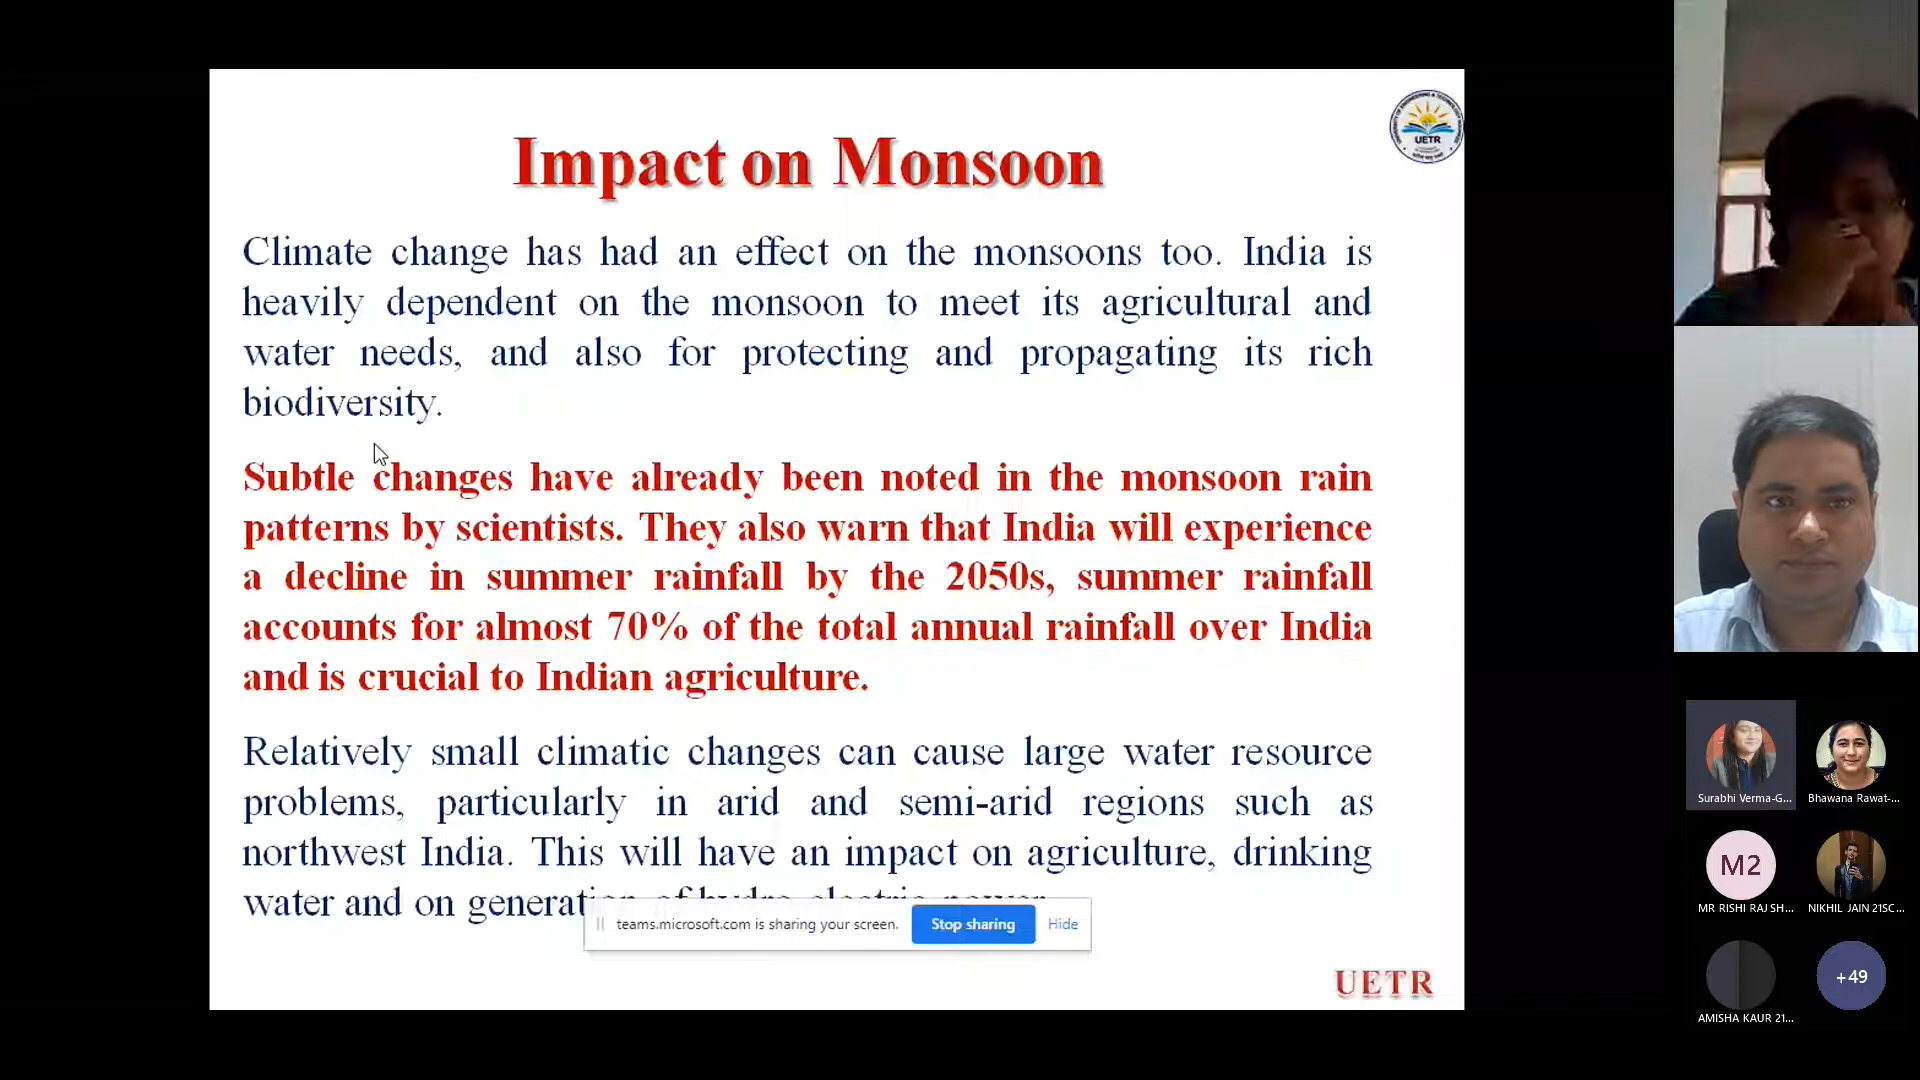 Impact on Monsoon
UETR
Climate change has had an effect on the monsoons too. India is
heavily dependent on the monsoon to meet its agricultural and
water needs, and also for protecting and propagating its rich
biodiversity.
Subtle changes have already been noted in the monsoon rain
patterns by scientists. They also warn that India will experience
a decline in summer rainfall by the 2050s, summer rainfall
accounts for almost 70% of the total annual rainfall over India
and is crucial to Indian agriculture.
Relatively small climatic changes can cause large water resource
problems, particularly in arid and semi-arid regions such as
northwest India. This will have an impact on agriculture, drinking
water and on generation of hydro-electric power.
teams.microsoft.com is sharing your screen.
Stop sharing
Hide
UETR
Surabhi Verma-G...
Bhawana Rawat-...
M2
MR RISHI RAJ SH...
NIKHIL JAIN 21SC...
AMISHA KAUR 21...
+49